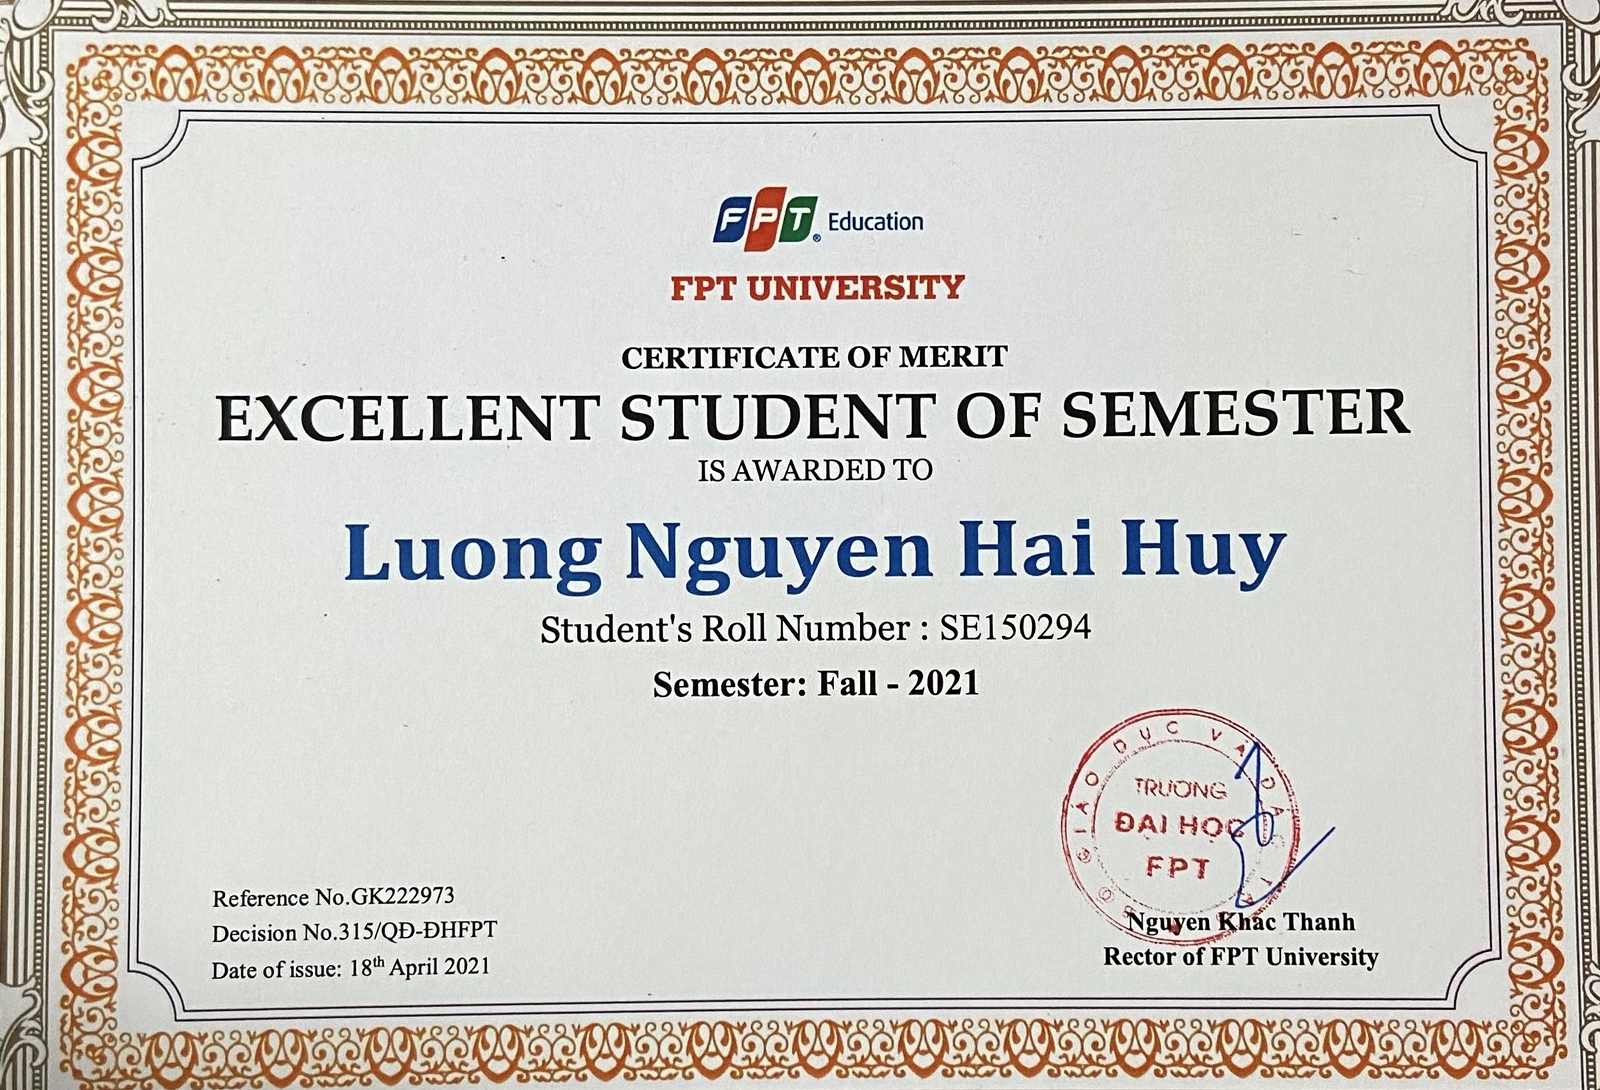 FPT Education
FPT UNIVERSITY
CERTIFICATE OF MERIT
EXCELLENT STUDENT OF SEMESTER
IS AWARDED TO
Luong Nguyen Hai Huy
Student's Roll Number : SE150294
Semester: Fall - 2021
GIÁO DỤC VÀ ĐÀO TẠO
TRƯỜNG
ĐẠI HỌC
FPT
Reference No.GK222973
Decision No.315/QĐ-ĐHFPT
Date of issue: 18th April 2021
Nguyen Khac Thanh
Rector of FPT University